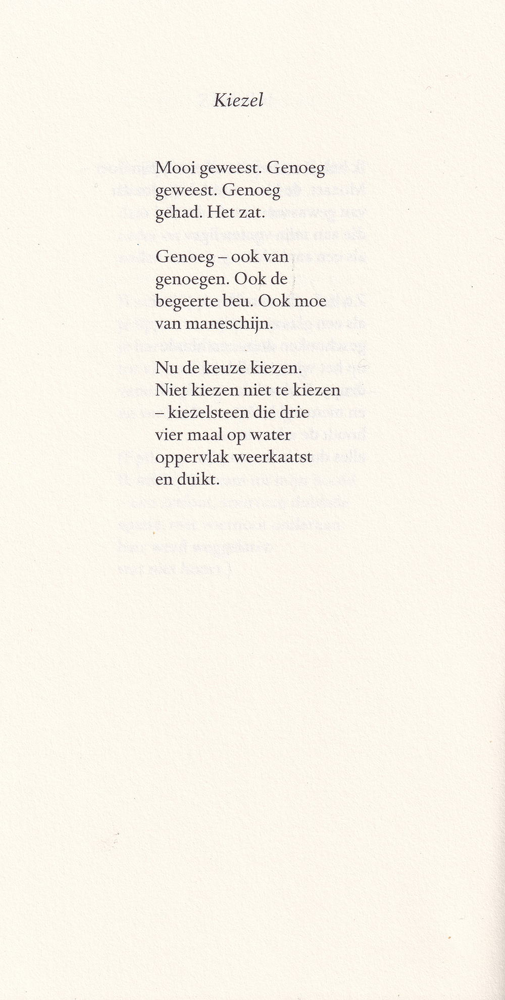 Kiezel
Mooi geweest. Genoeg
geweest. Genoeg
gehad. Het zat.
Genoeg – ook van
genoegen. Ook de
begeerte beu. Ook moe
van maneschijn.
Nu de keuze kiezen.
Niet kiezen niet te kiezen
– kiezelsteen die drie
vier maal op water
oppervlak weerkaatst
en duikt.